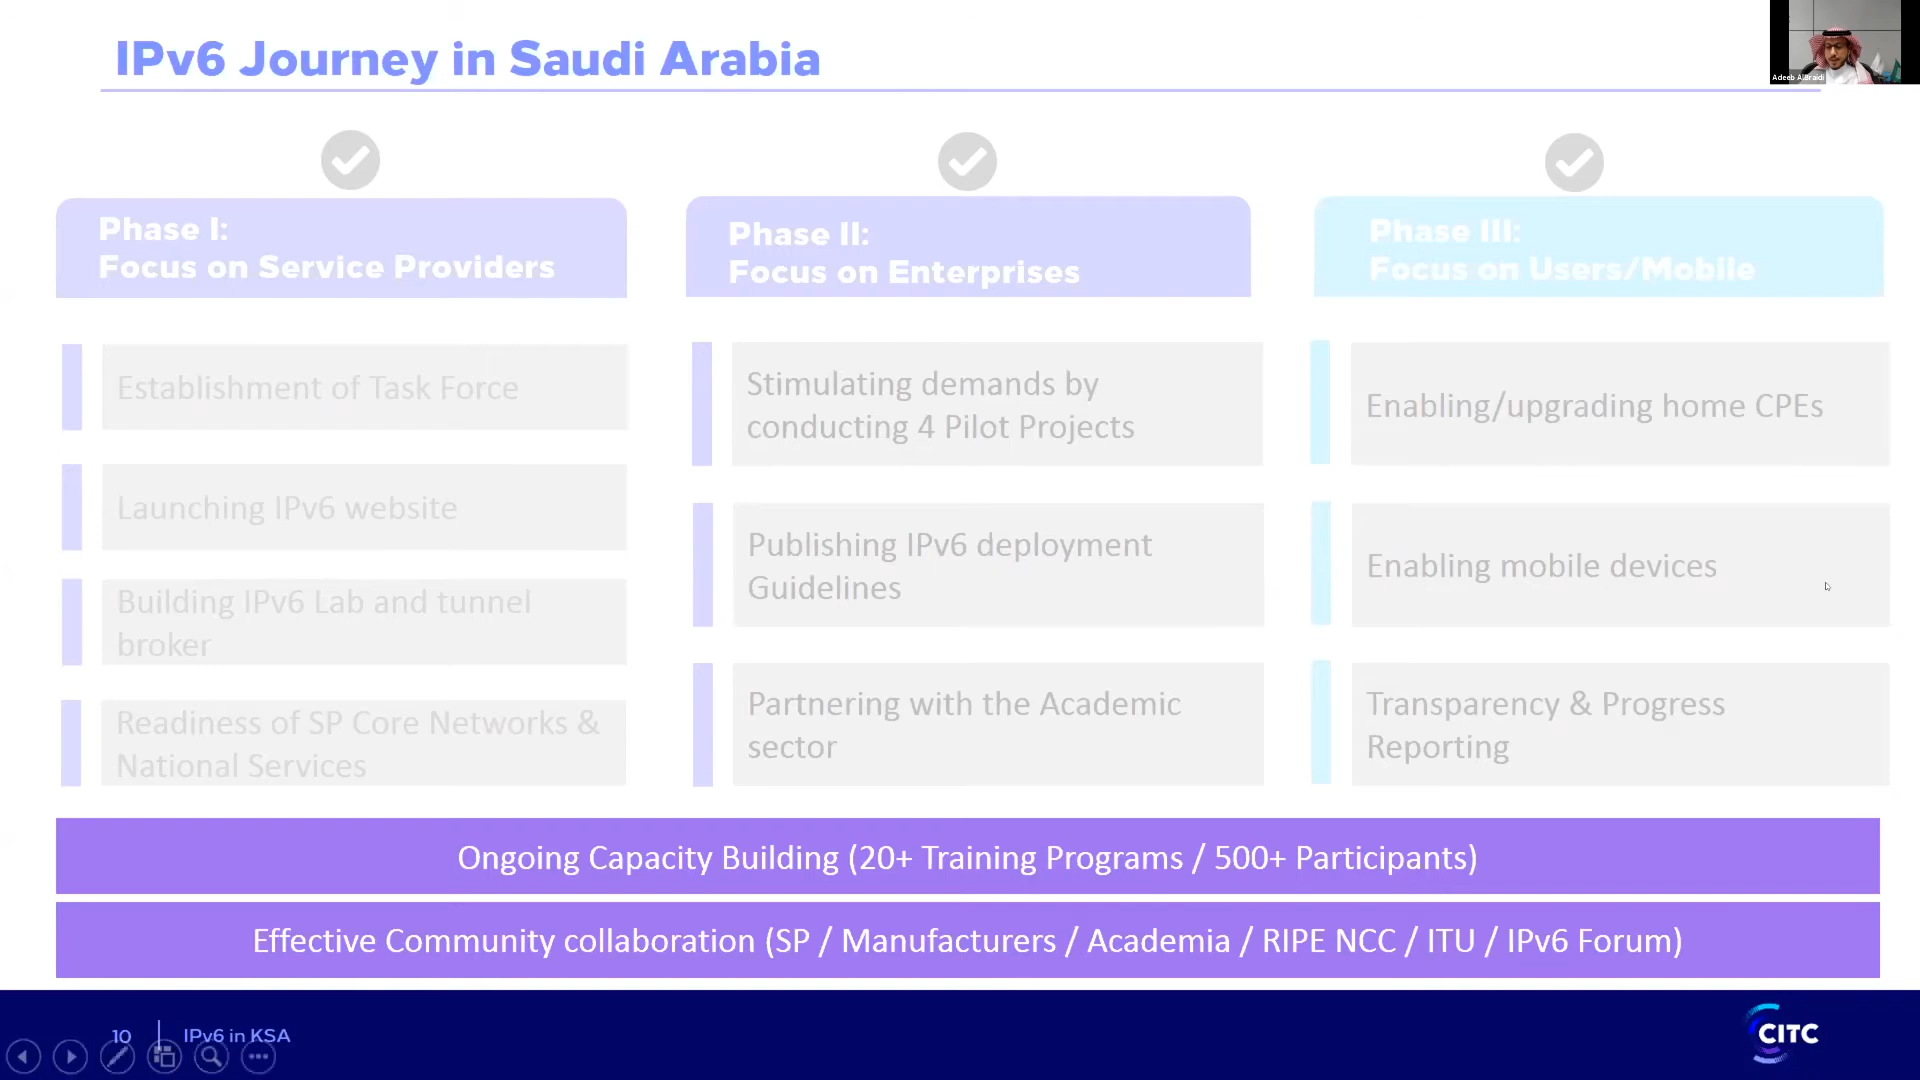 IPv6 Journey in Saudi Arabia
Adeeb AlBraidi
Phase I:
Focus on Service Providers
Establishment of Task Force
Launching IPv6 website
Building IPv6 Lab and tunnel
broker
Readiness of SP Core Networks &
National Services
Phase II:
Focus on Enterprises
Stimulating demands by
conducting 4 Pilot Projects
Publishing IPv6 deployment
Guidelines
Partnering with the Academic
sector
Phase III:
Focus on Users/Mobile
Enabling/upgrading home CPEs
Enabling mobile devices
Transparency & Progress
Reporting
Ongoing Capacity Building (20+ Training Programs / 500+ Participants)
Effective Community collaboration (SP / Manufacturers / Academia / RIPE NCC / ITU / IPv6 Forum)
10
IPv6 in KSA
CITC